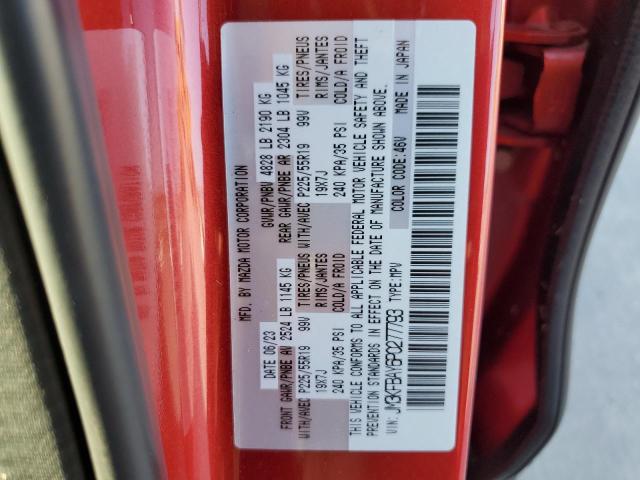 MFD. BY MAZDA MOTOR CORPORATION
DATE 06/23 GVWR/PNBV 4828 LB 2190 KG
FRONT GAWR/PNBE AV 2524 LB 1145 KG REAR GAWR/PNBE AR 2304 LB 1045 KG
WITH/AVEC P225/55R19 99V TIRES/PNEUS WITH/AVEC P225/55R19 99V TIRES/PNEUS
19X7J RIMS/JANTES 19X7J RIMS/JANTES
240 KPA/35 PSI COLD/A FROID 240 KPA/35 PSI COLD/A FROID
THIS VEHICLE CONFORMS TO ALL APPLICABLE FEDERAL MOTOR VEHICLE SAFETY AND THEFT
PREVENTION STANDARDS IN EFFECT ON THE DATE OF MANUFACTURE SHOWN ABOVE.
COLOR CODE:46V MADE IN JAPAN
VIN: JM3KFBAY6P0277793 TYPE:MPV